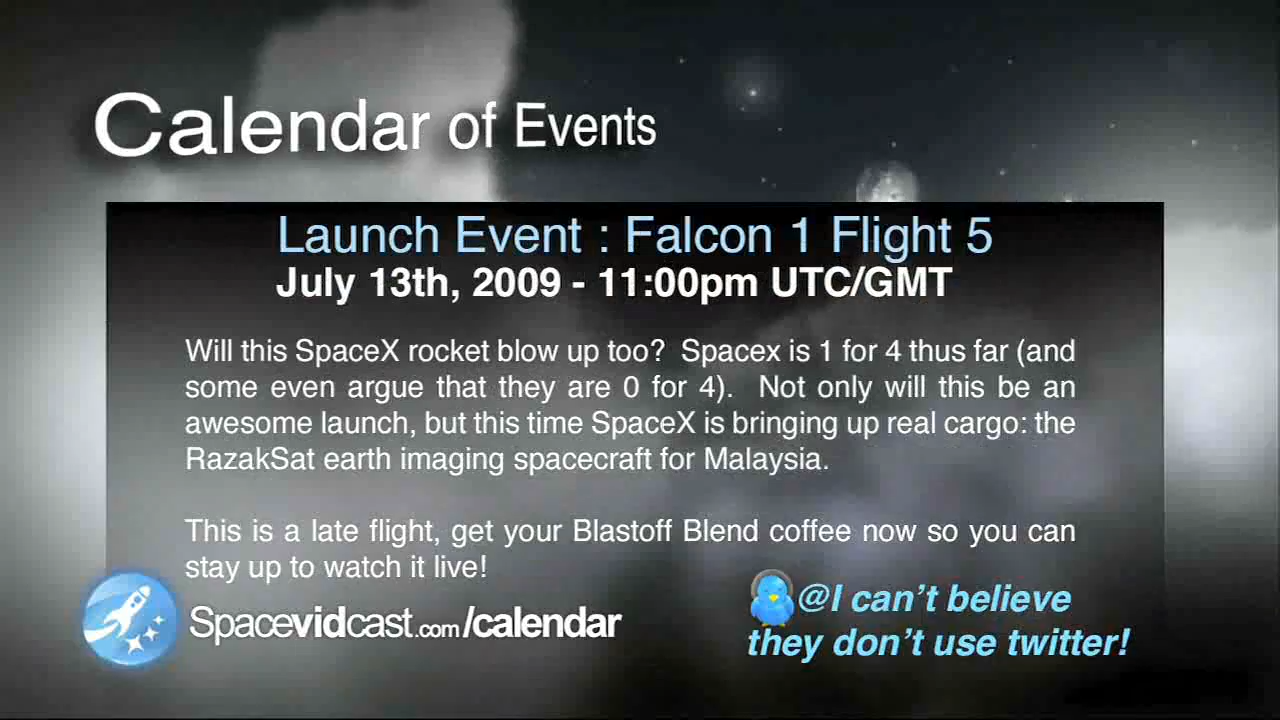 Calendar of Events
Launch Event : Falcon 1 Flight 5
July 13th, 2009 - 11:00pm UTC/GMT
Will this SpaceX rocket blow up too?  Spacex is 1 for 4 thus far (and
some even argue that they are 0 for 4).  Not only will this be an
awesome launch, but this time SpaceX is bringing up real cargo: the
RazakSat earth imaging spacecraft for Malaysia.
This is a late flight, get your Blastoff Blend coffee now so you can
stay up to watch it live!
Spacevidcast.com/calendar
@I can't believe
they don't use twitter!